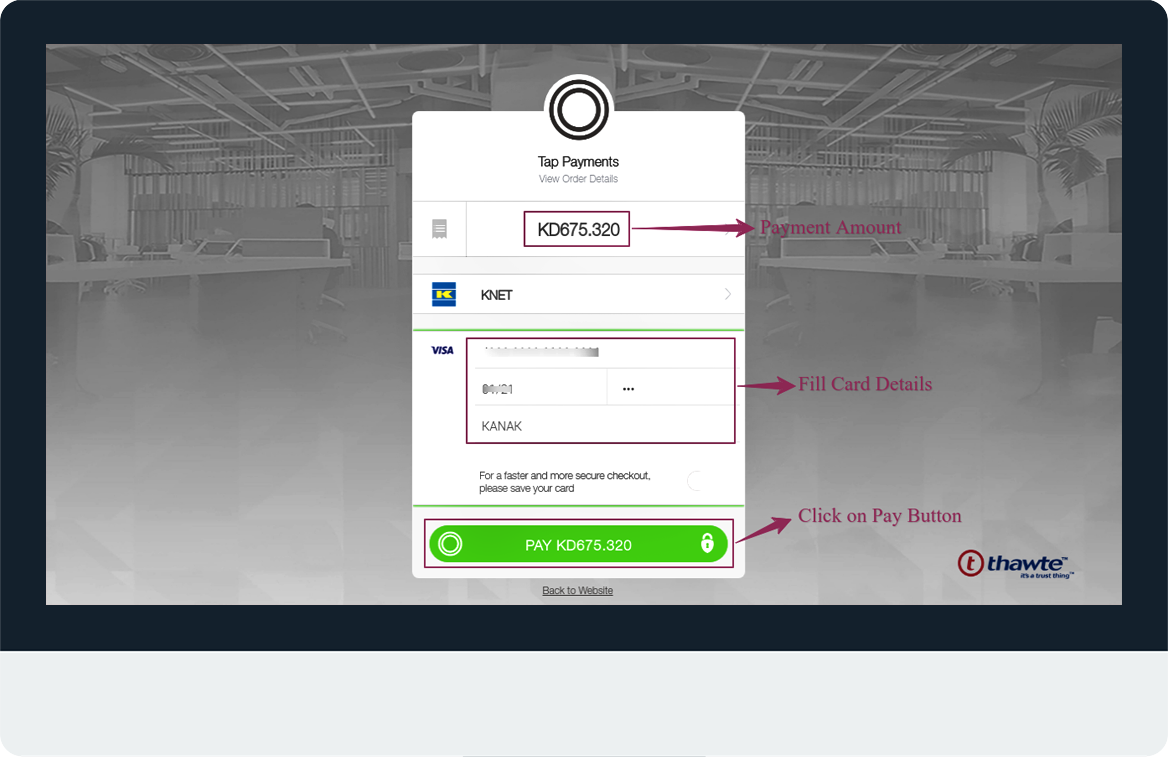 Tap Payments
View Order Details
KD675.320
Payment Amount
KNET
VISA
•••
Fill Card Details
KANAK
For a faster and more secure checkout,
please save your card
Click on Pay Button
PAY KD675.320
t thawte™
it's a trust thing™
Back to Website